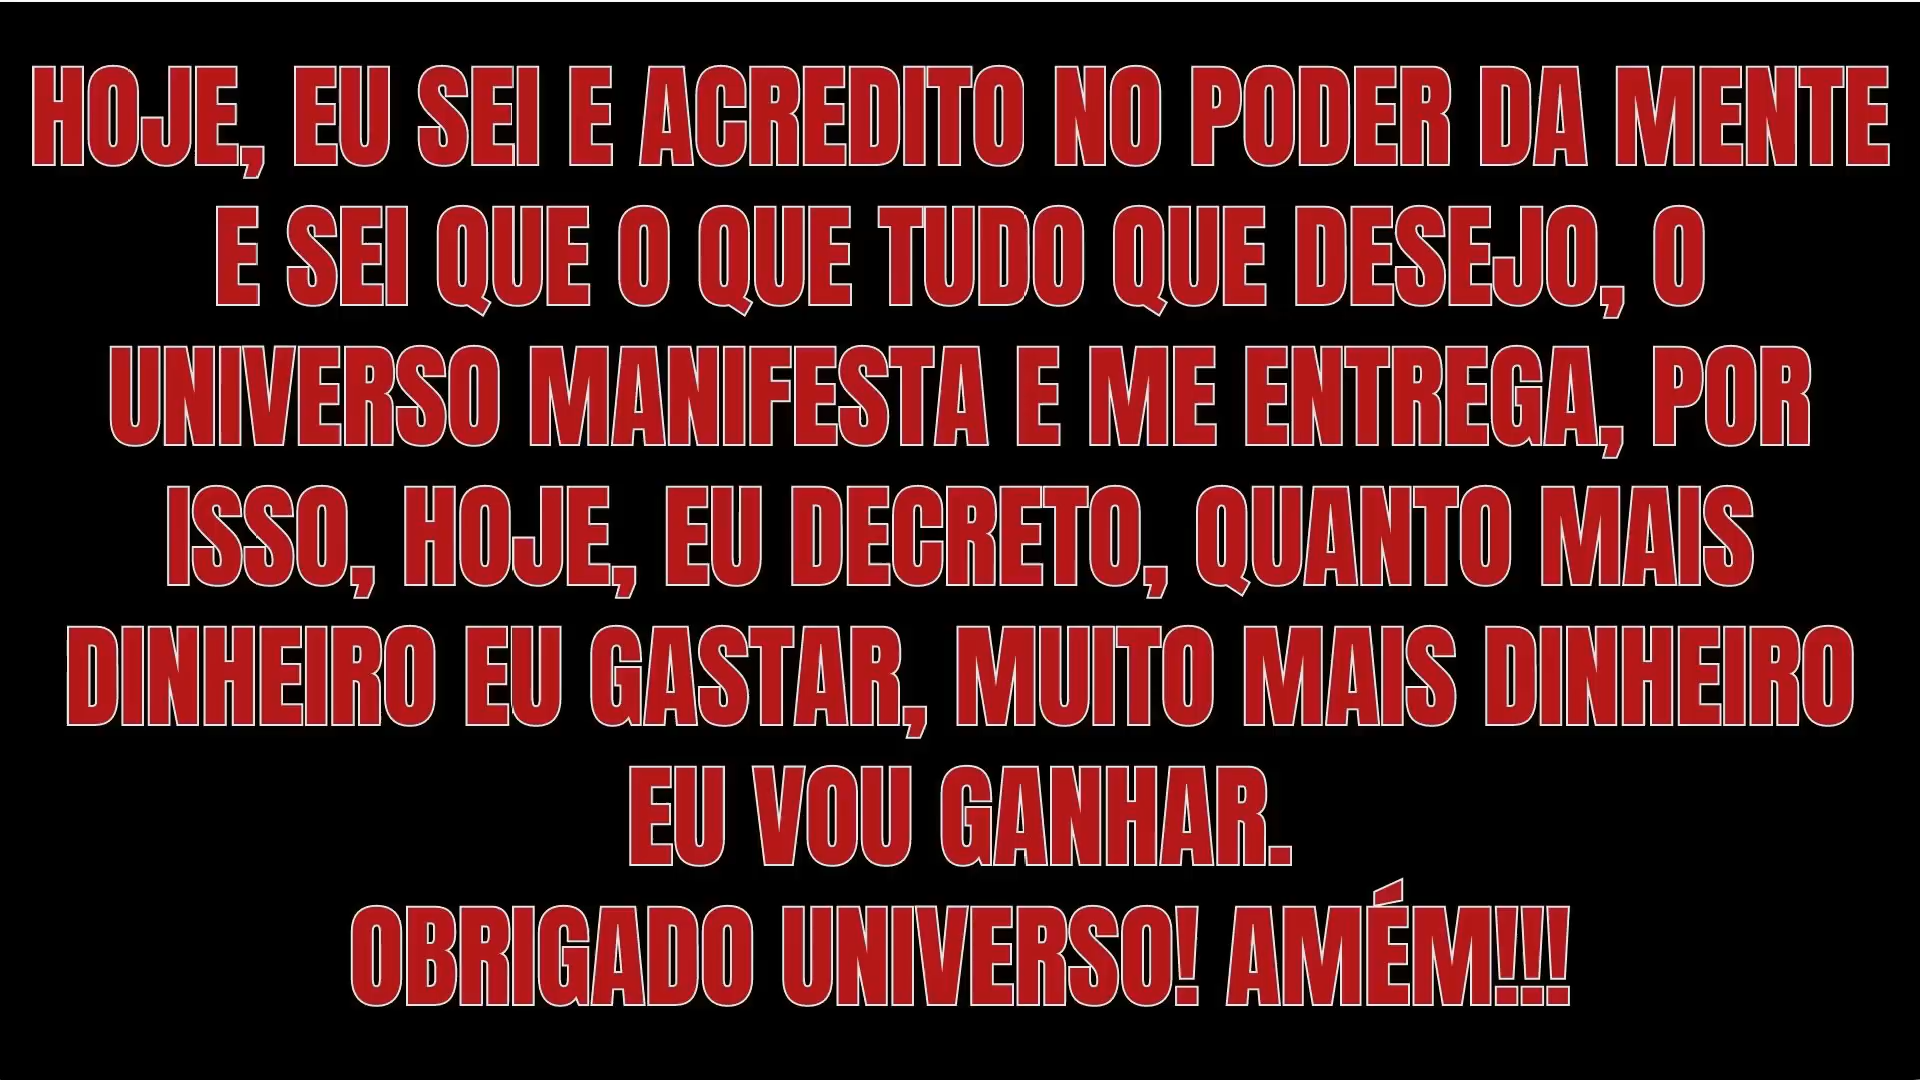 HOJE, EU SEI E ACREDITO NO PODER DA MENTE
E SEI QUE O QUE TUDO QUE DESEJO, O
UNIVERSO MANIFESTA E ME ENTREGA, POR
ISSO, HOJE, EU DECRETO, QUANTO MAIS
DINHEIRO EU GASTAR, MUITO MAIS DINHEIRO
EU VOU GANHAR.
OBRIGADO UNIVERSO! AMÉM!!!